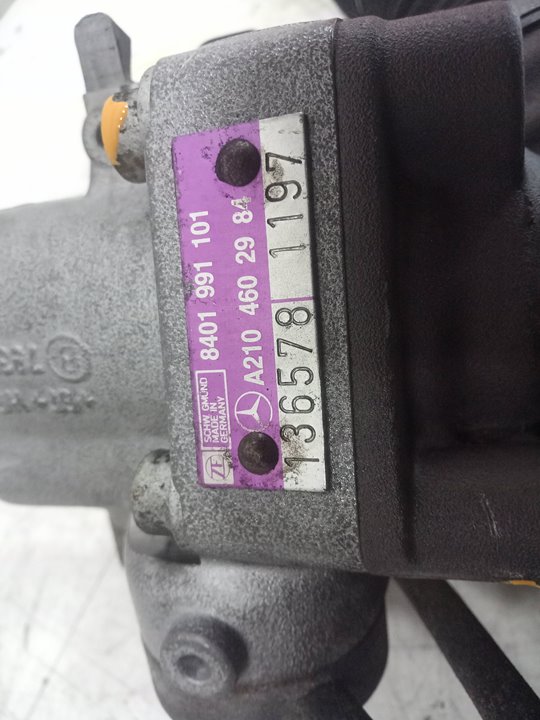 ZF
SCHW. GMÜND
MADE IN
GERMANY
8401 991 101
A210 460 29 84
136578 1197